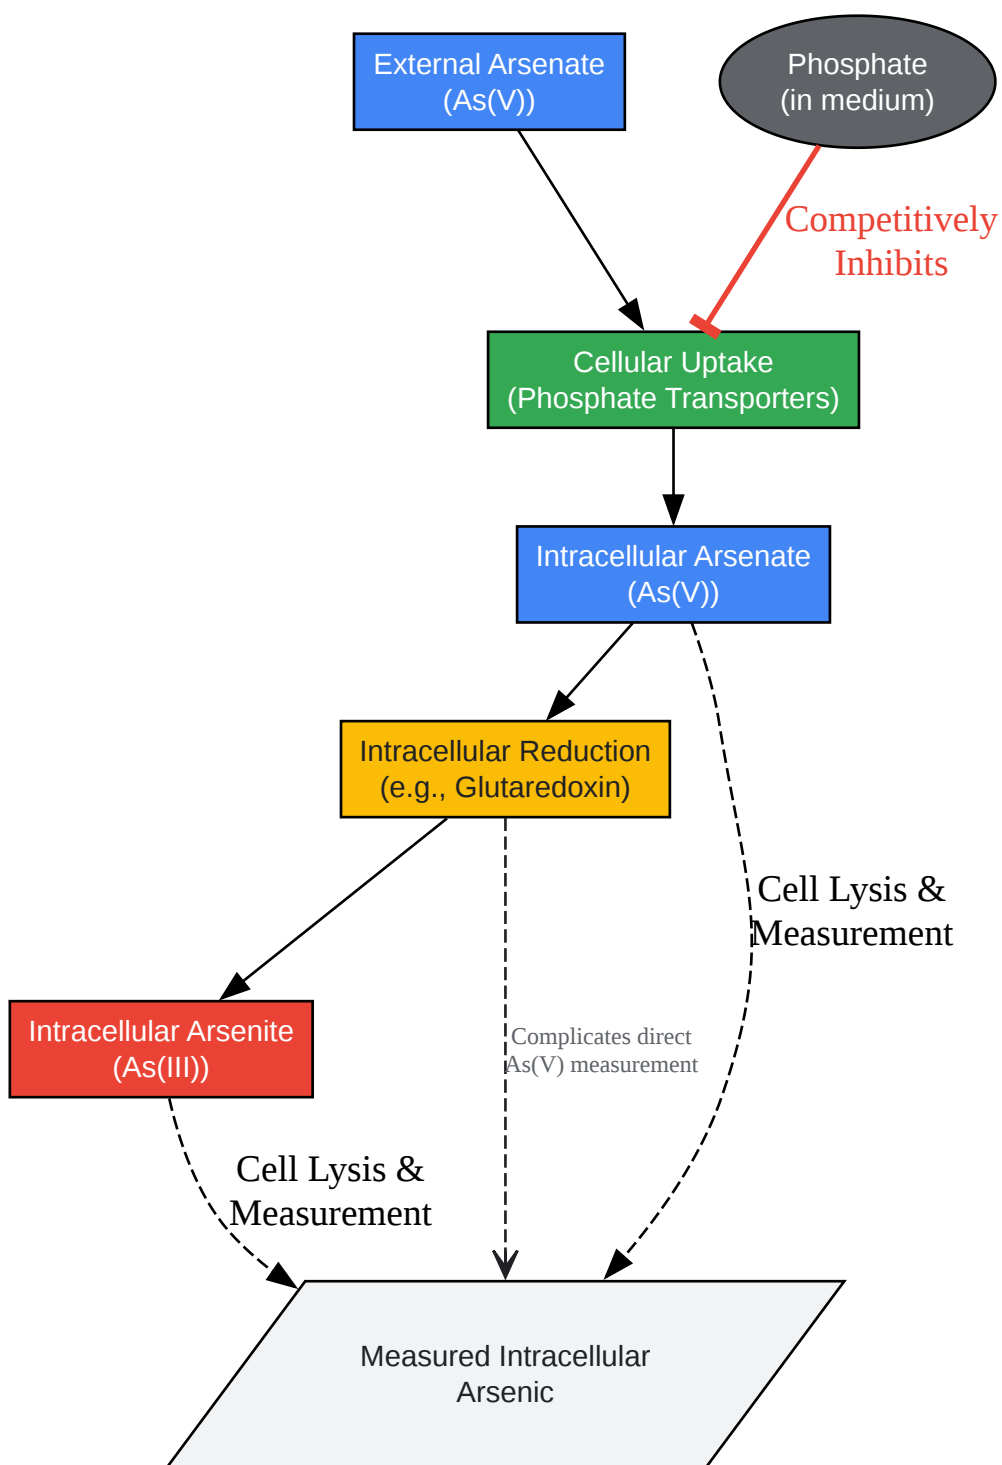 External Arsenate
(As(V))
Phosphate
(in medium)
Competitively
Inhibits
Cellular Uptake
(Phosphate Transporters)
Intracellular Arsenate
(As(V))
Intracellular Reduction
(e.g., Glutaredoxin)
Cell Lysis &
Measurement
Intracellular Arsenite
(As(III))
Complicates direct
As(V) measurement
Cell Lysis &
Measurement
Measured Intracellular
Arsenic